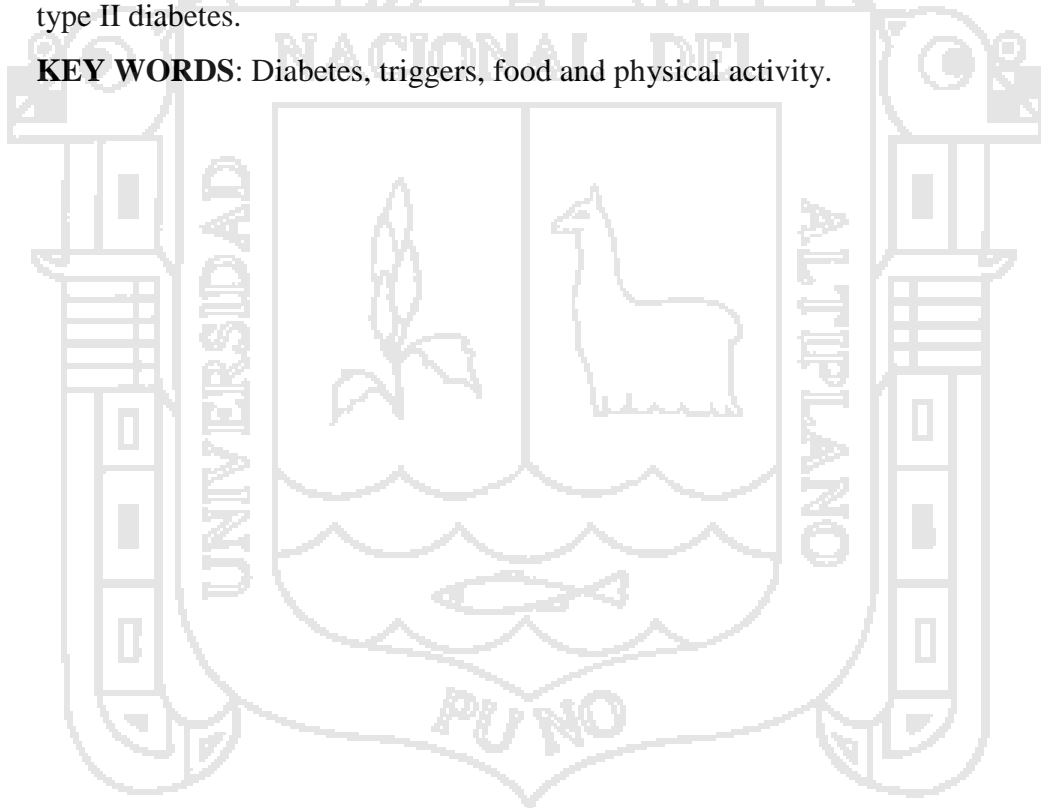 type II diabetes.
NACIONAL DEL
KEY WORDS: Diabetes, triggers, food and physical activity.
UNIVERSIDAD
ALTIPLANO
PUNO